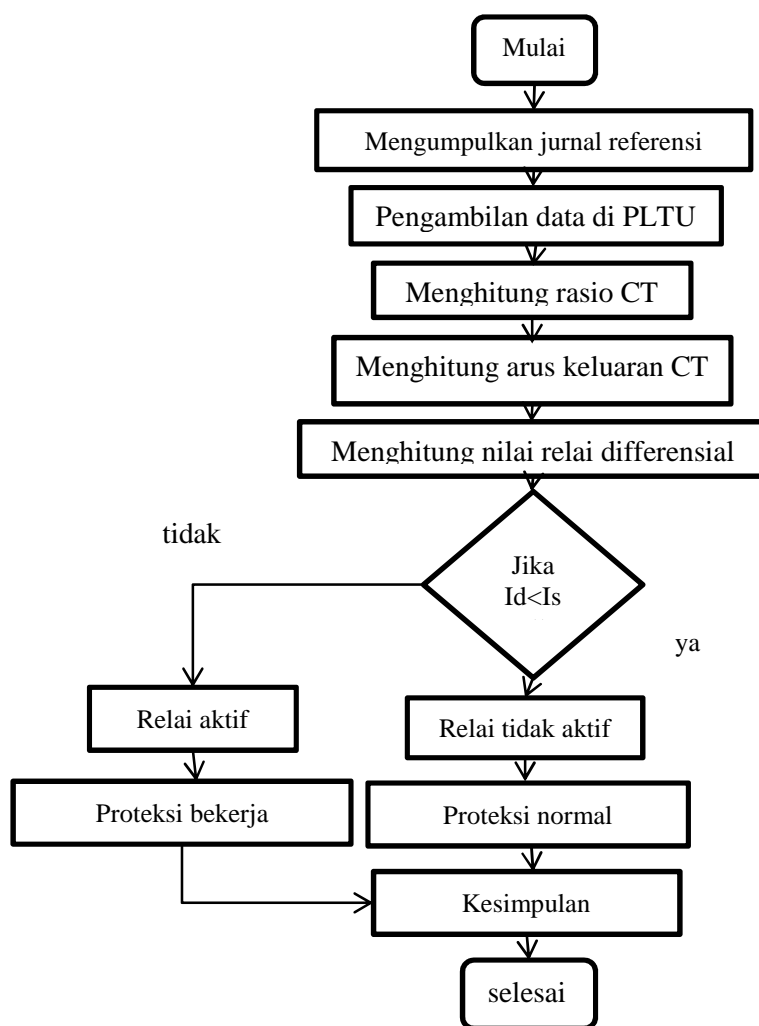 Mulai
Mengumpulkan jurnal referensi
Pengambilan data di PLTU
Menghitung rasio CT
Menghitung arus keluaran CT
Menghitung nilai relai differensial
tidak
Jika
Id<Is
ya
Relai aktif
Relai tidak aktif
Proteksi bekerja
Proteksi normal
Kesimpulan
selesai